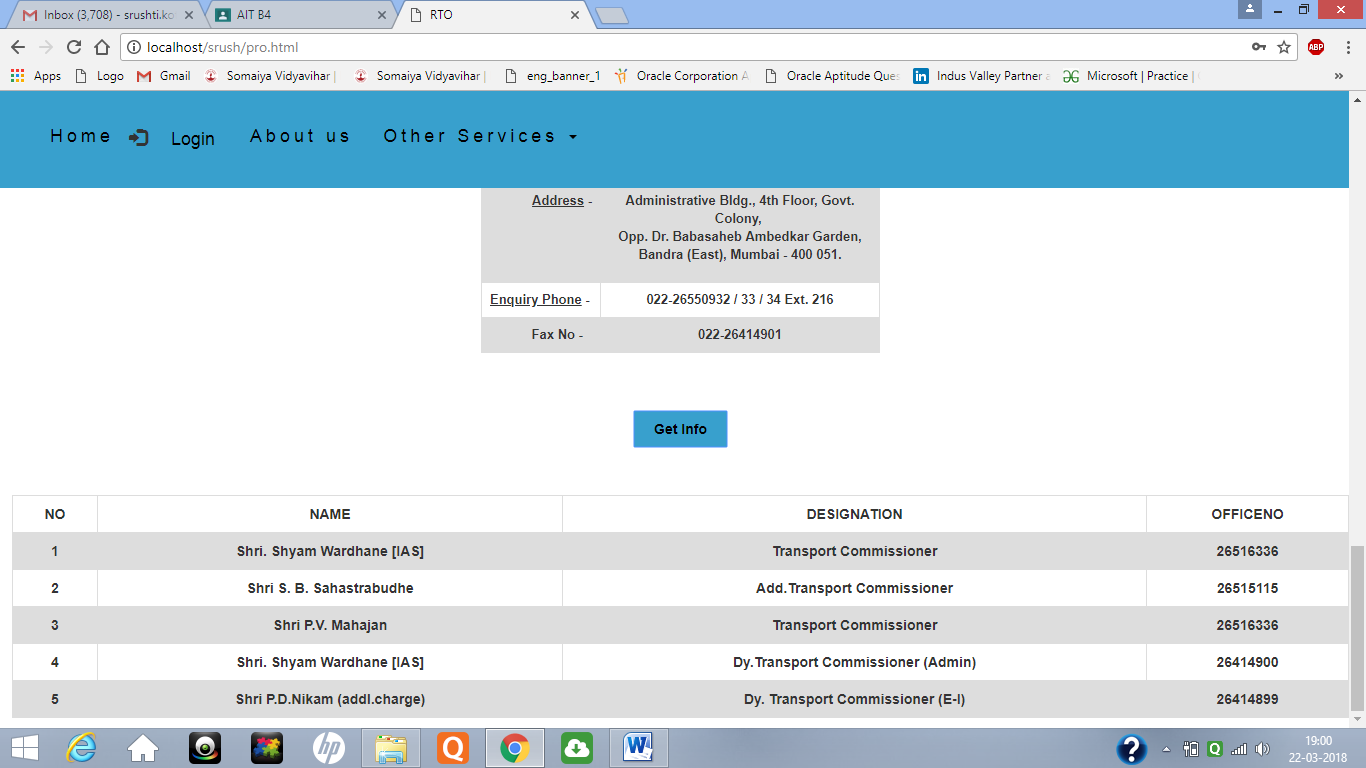 Inbox (3,708) - srushti.ko
AIT B4
RTO
localhost/srush/pro.html
ABP
Apps
Logo
Gmail
Somaiya Vidyavihar |
Somaiya Vidyavihar |
eng_banner_1
Oracle Corporation A
Oracle Aptitude Ques
Indus Valley Partner a
Microsoft | Practice |
»
Home
Login
About us
Other Services
Address - Administrative Bldg., 4th Floor, Govt.
Colony,
Opp. Dr. Babasaheb Ambedkar Garden,
Bandra (East), Mumbai - 400 051.
Enquiry Phone - 022-26550932 / 33 / 34 Ext. 216
Fax No - 022-26414901
Get Info
NO NAME DESIGNATION OFFICENO
1 Shri. Shyam Wardhane [IAS] Transport Commissioner 26516336
2 Shri S. B. Sahastrabudhe Add.Transport Commissioner 26515115
3 Shri P.V. Mahajan Transport Commissioner 26516336
4 Shri. Shyam Wardhane [IAS] Dy.Transport Commissioner (Admin) 26414900
5 Shri P.D.Nikam (addl.charge) Dy. Transport Commissioner (E-I) 26414899
19:00
22-03-2018